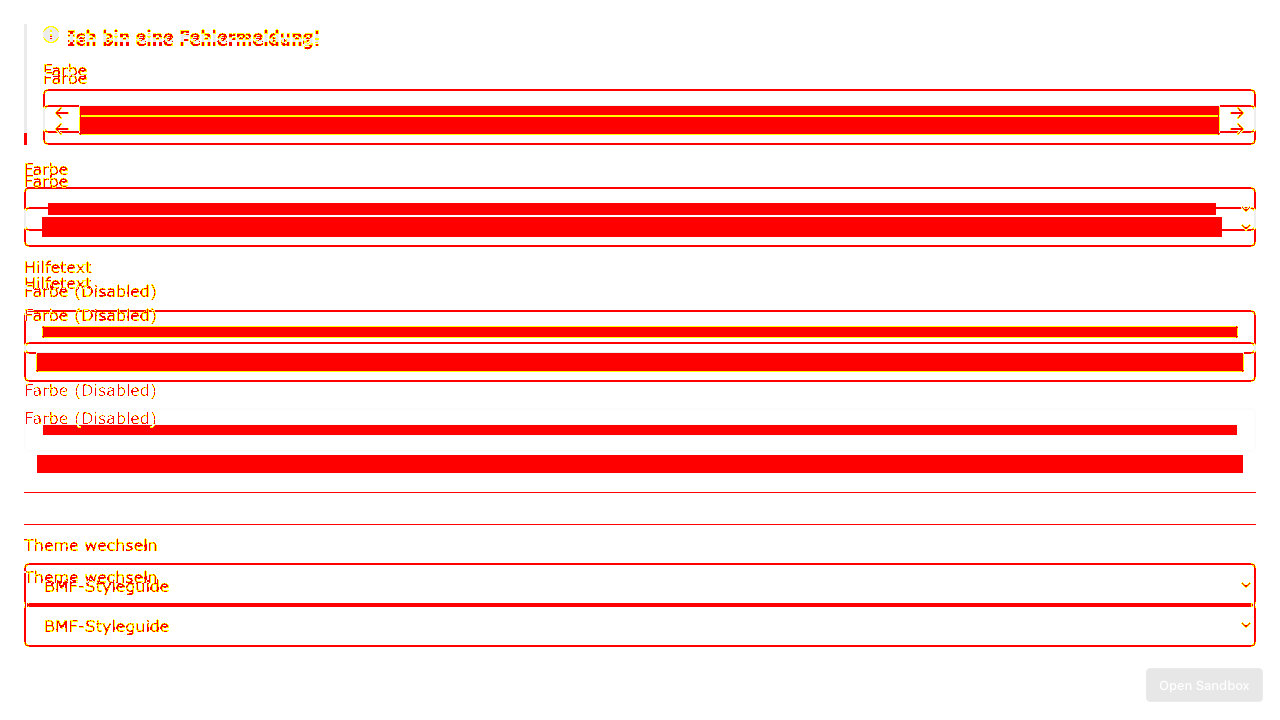 Ich bin eine Fehlermeldung!
Farbe
Farbe
Farbe
Farbe
Hilfetext
Hilfetext
Farbe (Disabled)
Farbe (Disabled)
Farbe (Disabled)
Farbe (Disabled)
Theme wechseln
Theme wechseln
BMF-Styleguide
BMF-Styleguide
Open Sandbox